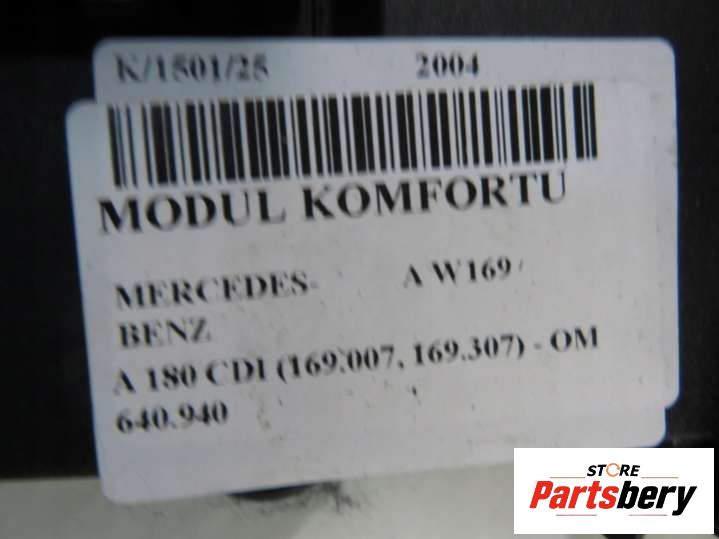 K/1501/25 2004
MODUL KOMFORTU
MERCEDES- A W169 /
BENZ
A 180 CDI (169.007, 169.307) - OM
640.940
STORE
Partsbery